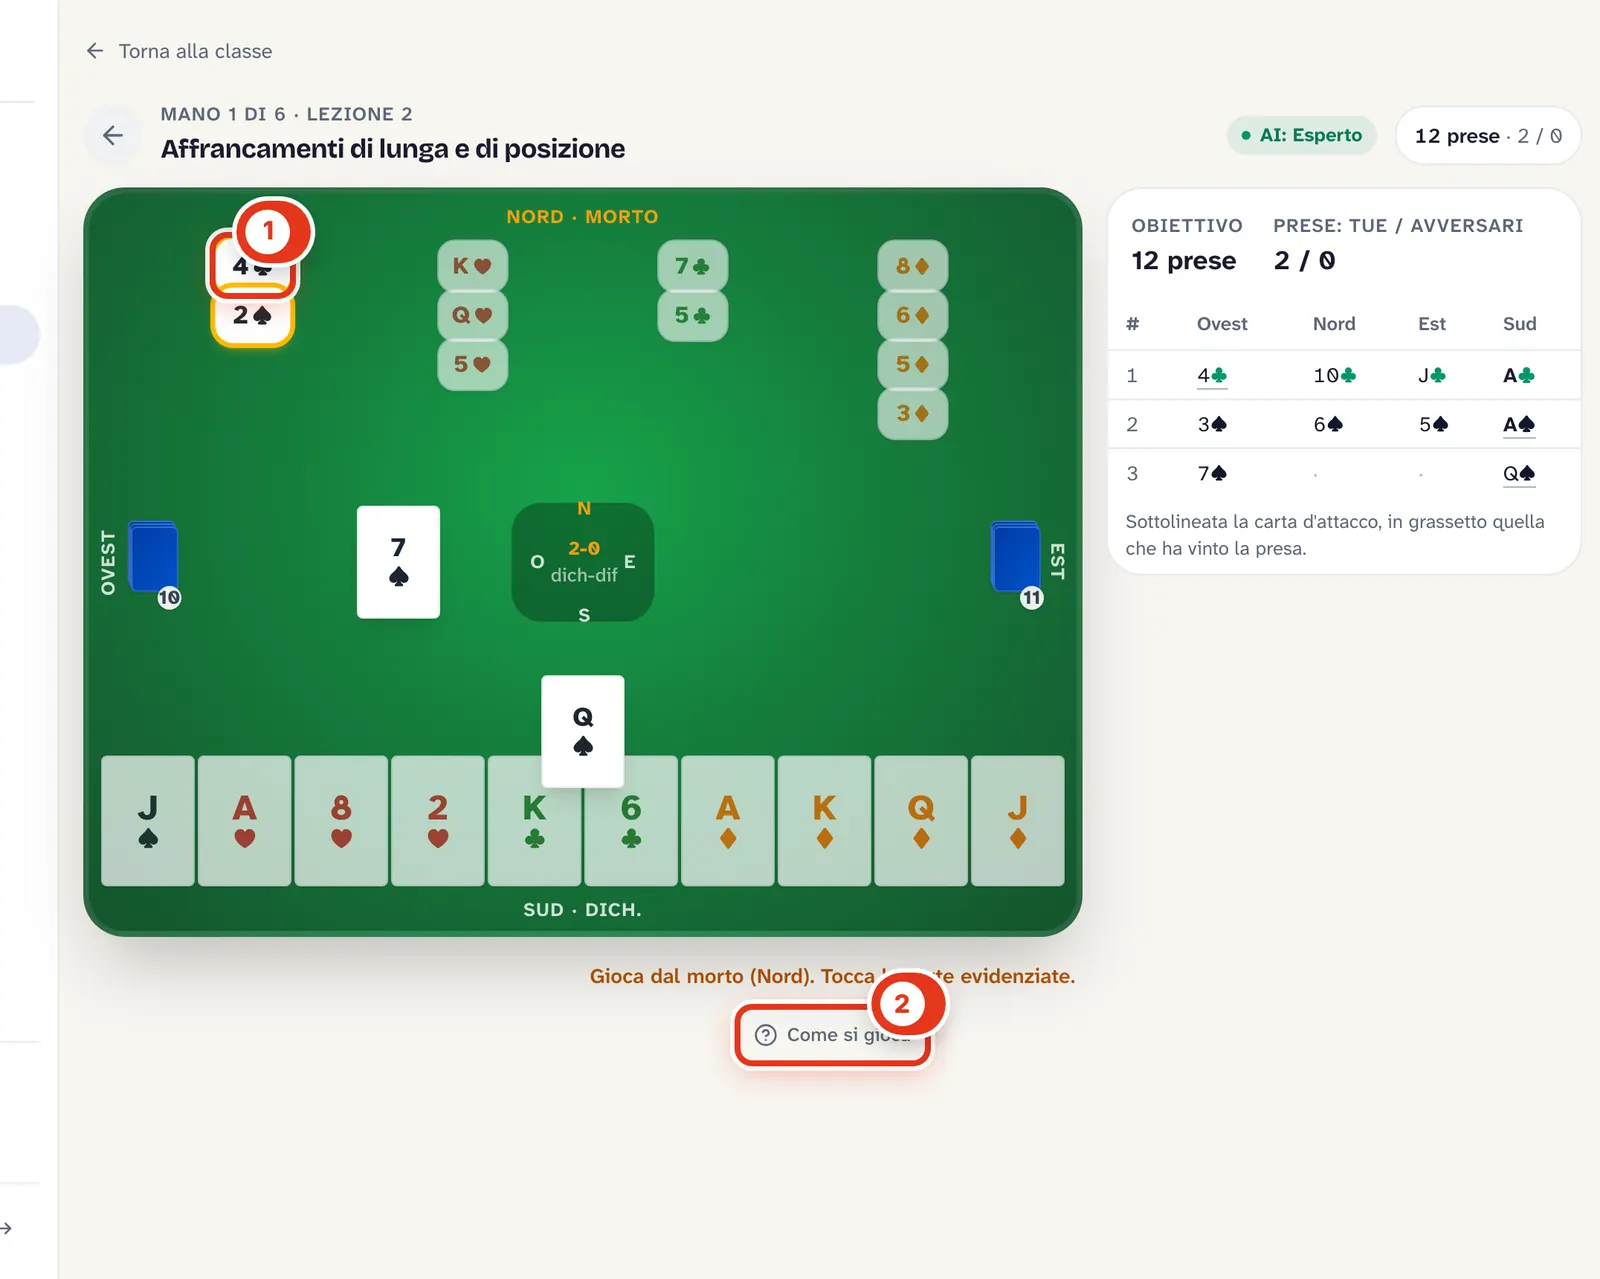 ← Torna alla classe
MANO 1 DI 6 · LEZIONE 2
Affrancamenti di lunga e di posizione
AI: Esperto
12 prese · 2 / 0
NORD · MORTO
1
4♠
2♠
K♥
Q♥
5♥
7♣
5♣
8♦
6♦
5♦
3♦
OVEST
10
7♠
N
O
2-0
E
dich-dif
S
EST
11
Q♠
J♠
A♥
8♥
2♥
K♣
6♣
A♦
K♦
Q♦
J♦
SUD · DICH.
Gioca dal morto (Nord). Tocca evidenziate.
2
Come si
OBIETTIVO
12 prese
PRESE: TUE / AVVERSARI
2 / 0
# Ovest Nord Est Sud
1 4♣ 10♣ J♣ A♣
2 3♠ 6♠ 5♠ A♠
3 7♠ · · Q♠
Sottolineata la carta d'attacco, in grassetto quella
che ha vinto la presa.